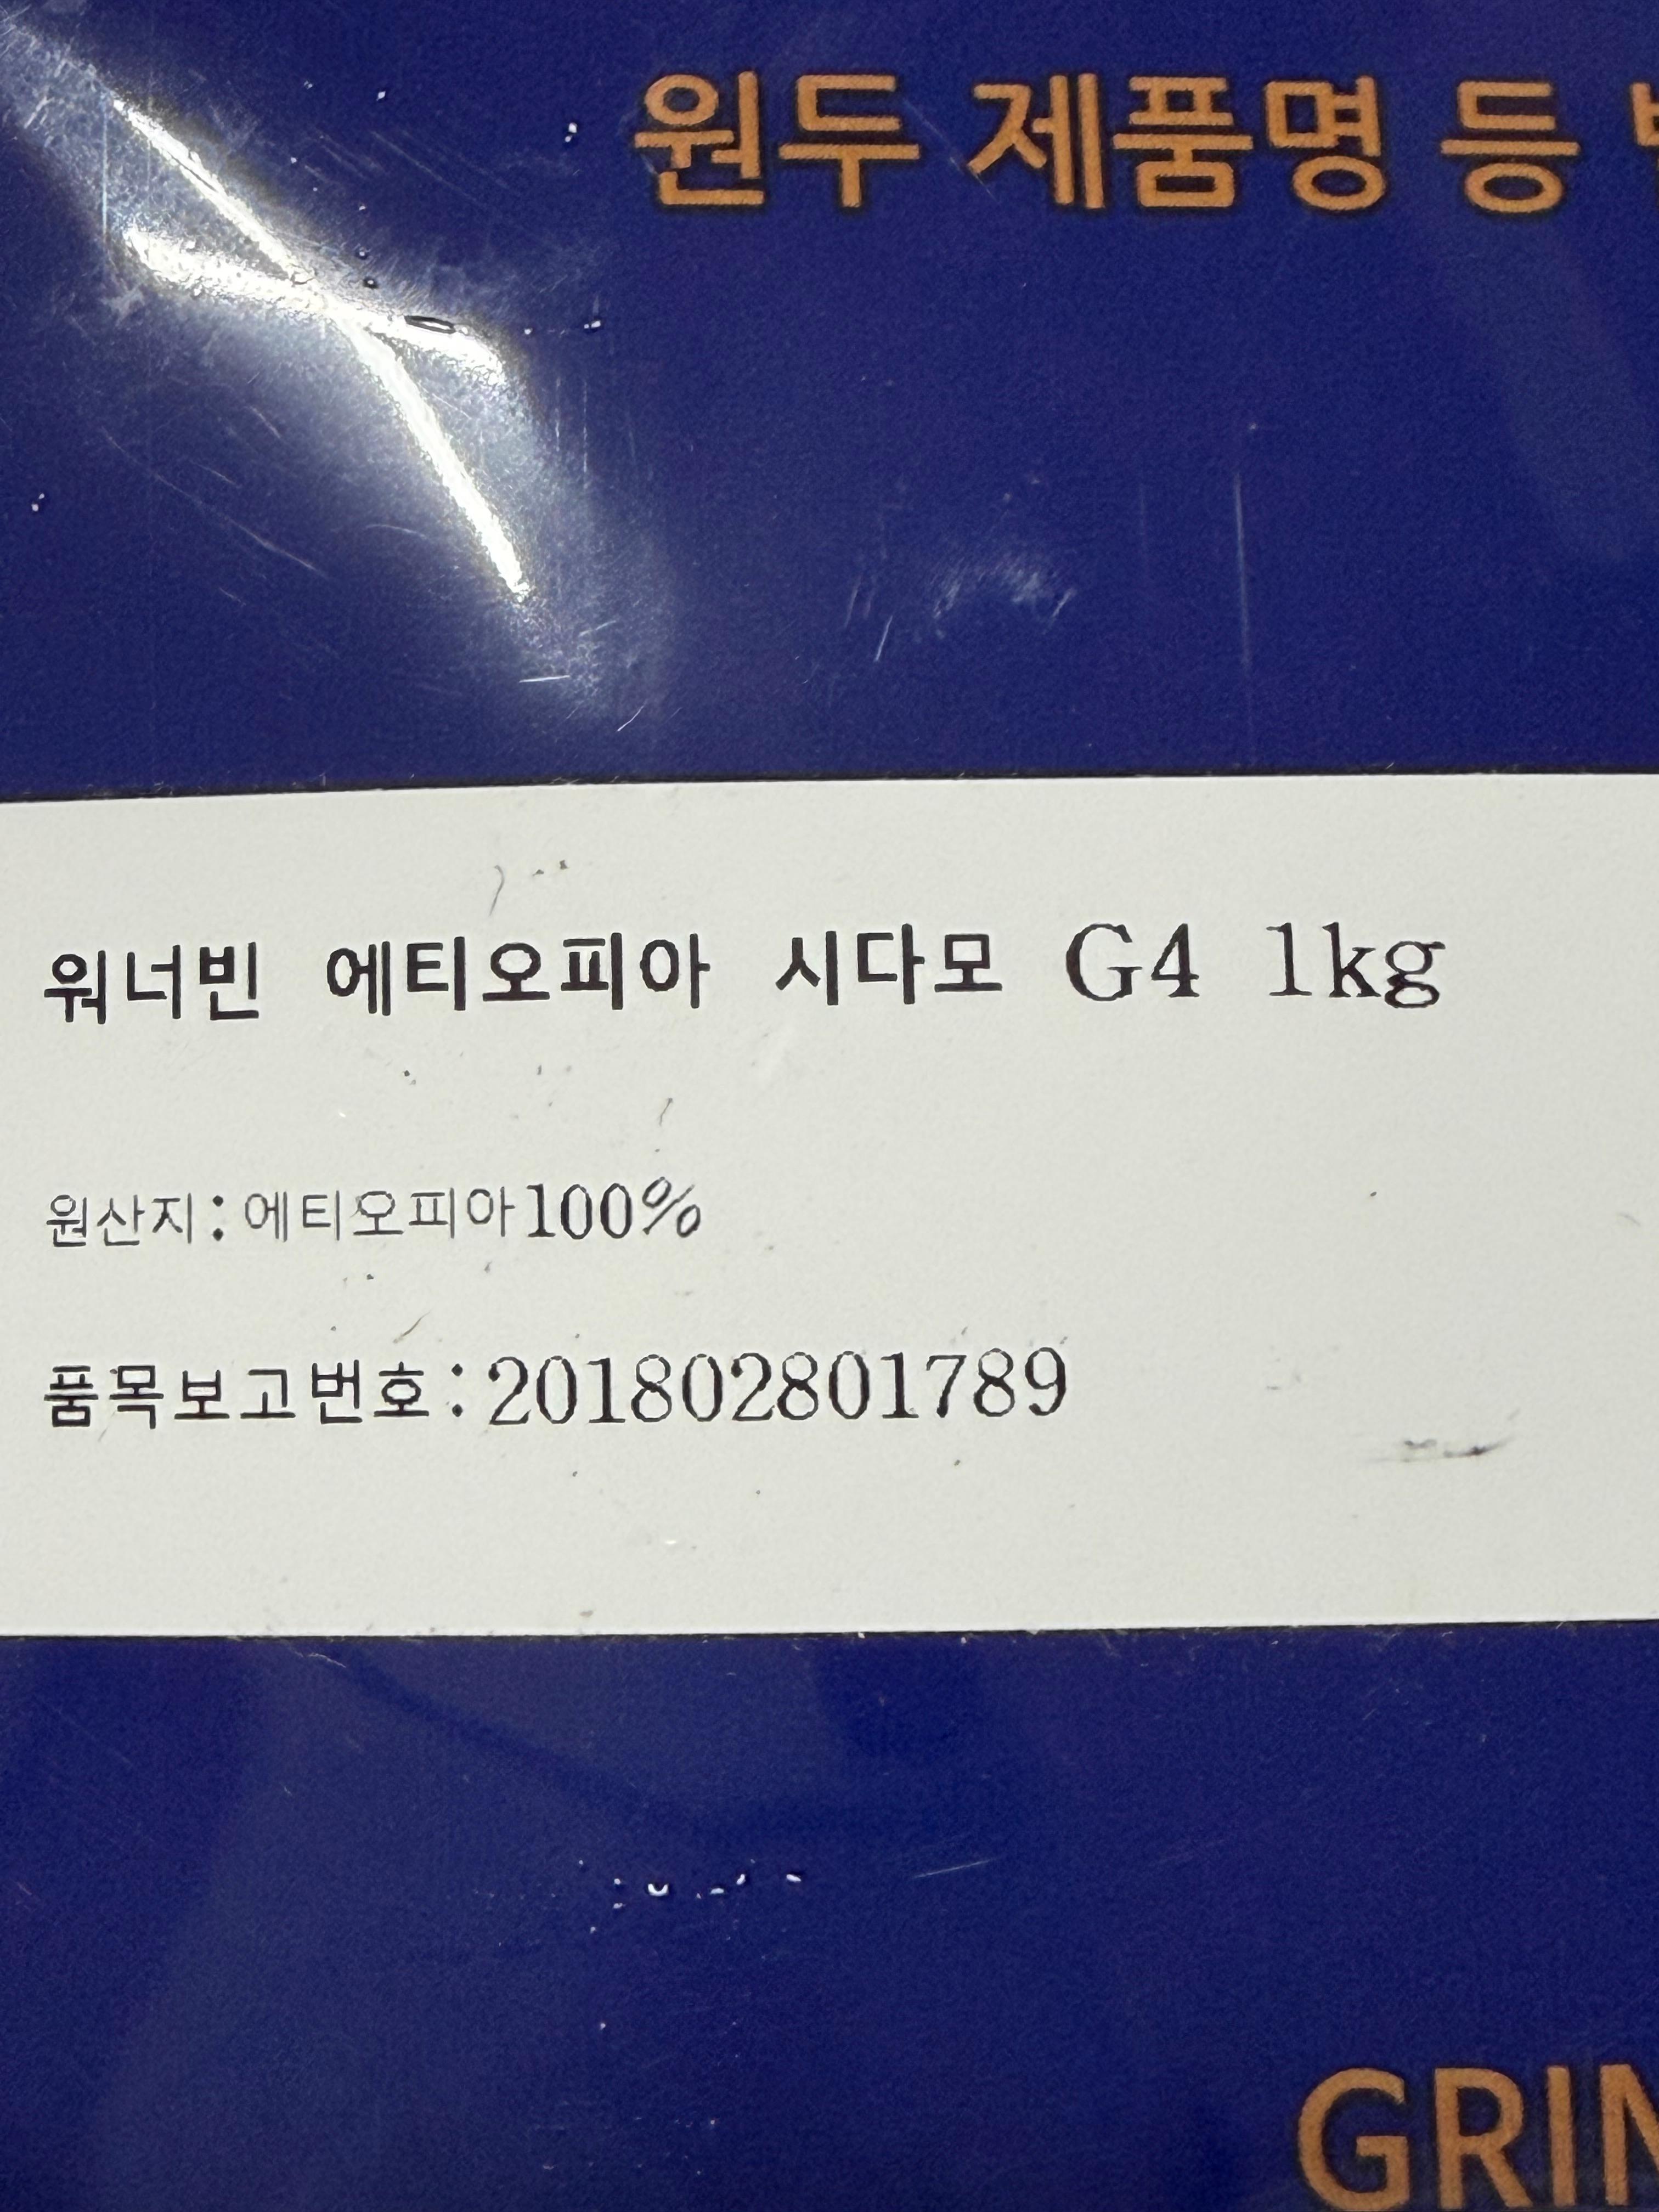 원두 제품명 등
워너빈 에티오피아 시다모 G4 1kg
원산지:에티오피아100%
품목보고번호:201802801789
GRIN